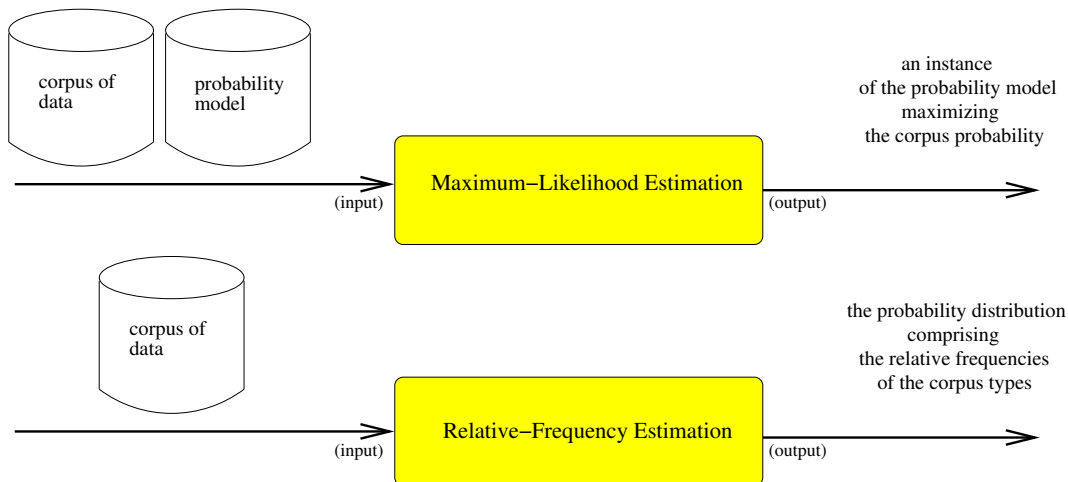 corpus of
data
probability
model
an instance
of the probability model
maximizing
the corpus probability
Maximum−Likelihood Estimation
(input)
(output)
corpus of
data
the probability distribution
comprising
the relative frequencies
of the corpus types
Relative−Frequency Estimation
(input)
(output)